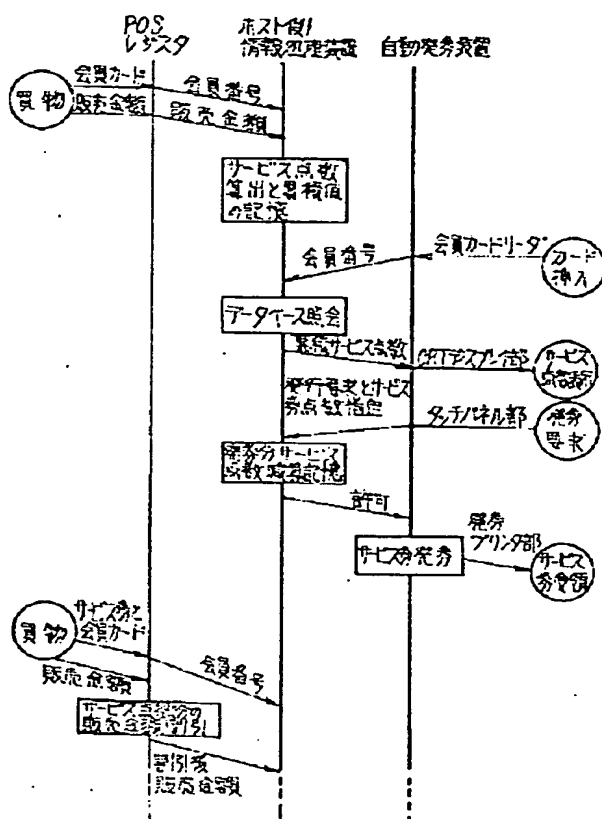 POS
レジスタ
ホスト側
情報処理装置
自動発券装置
買物
会員カード
販売金額
会員番号
販売金額
サービス点数
算出と累積値
の記憶
会員番号
会員カードリーダ
カード
挿入
データベース照会
累積サービス点数
CRTディスプレイ部
サービス
点数表示
発行要求とサービス
券点数指定
タッチパネル部
発券
要求
発券分サービス
点数減算記憶
許可
サービス券発券
発券
プリンタ部
サービス
券受領
買物
サービス券と
会員カード
販売金額
会員番号
サービス点数分の
販売金額割引
割引後
販売金額